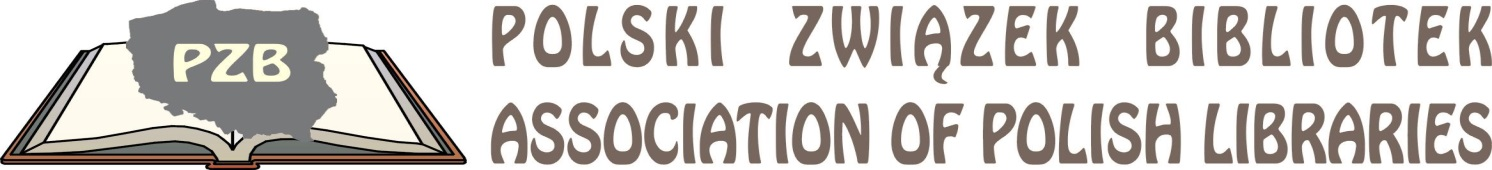 PZB
POLSKI ZWIĄZEK BIBLIOTEK
ASSOCIATION OF POLISH LIBRARIES